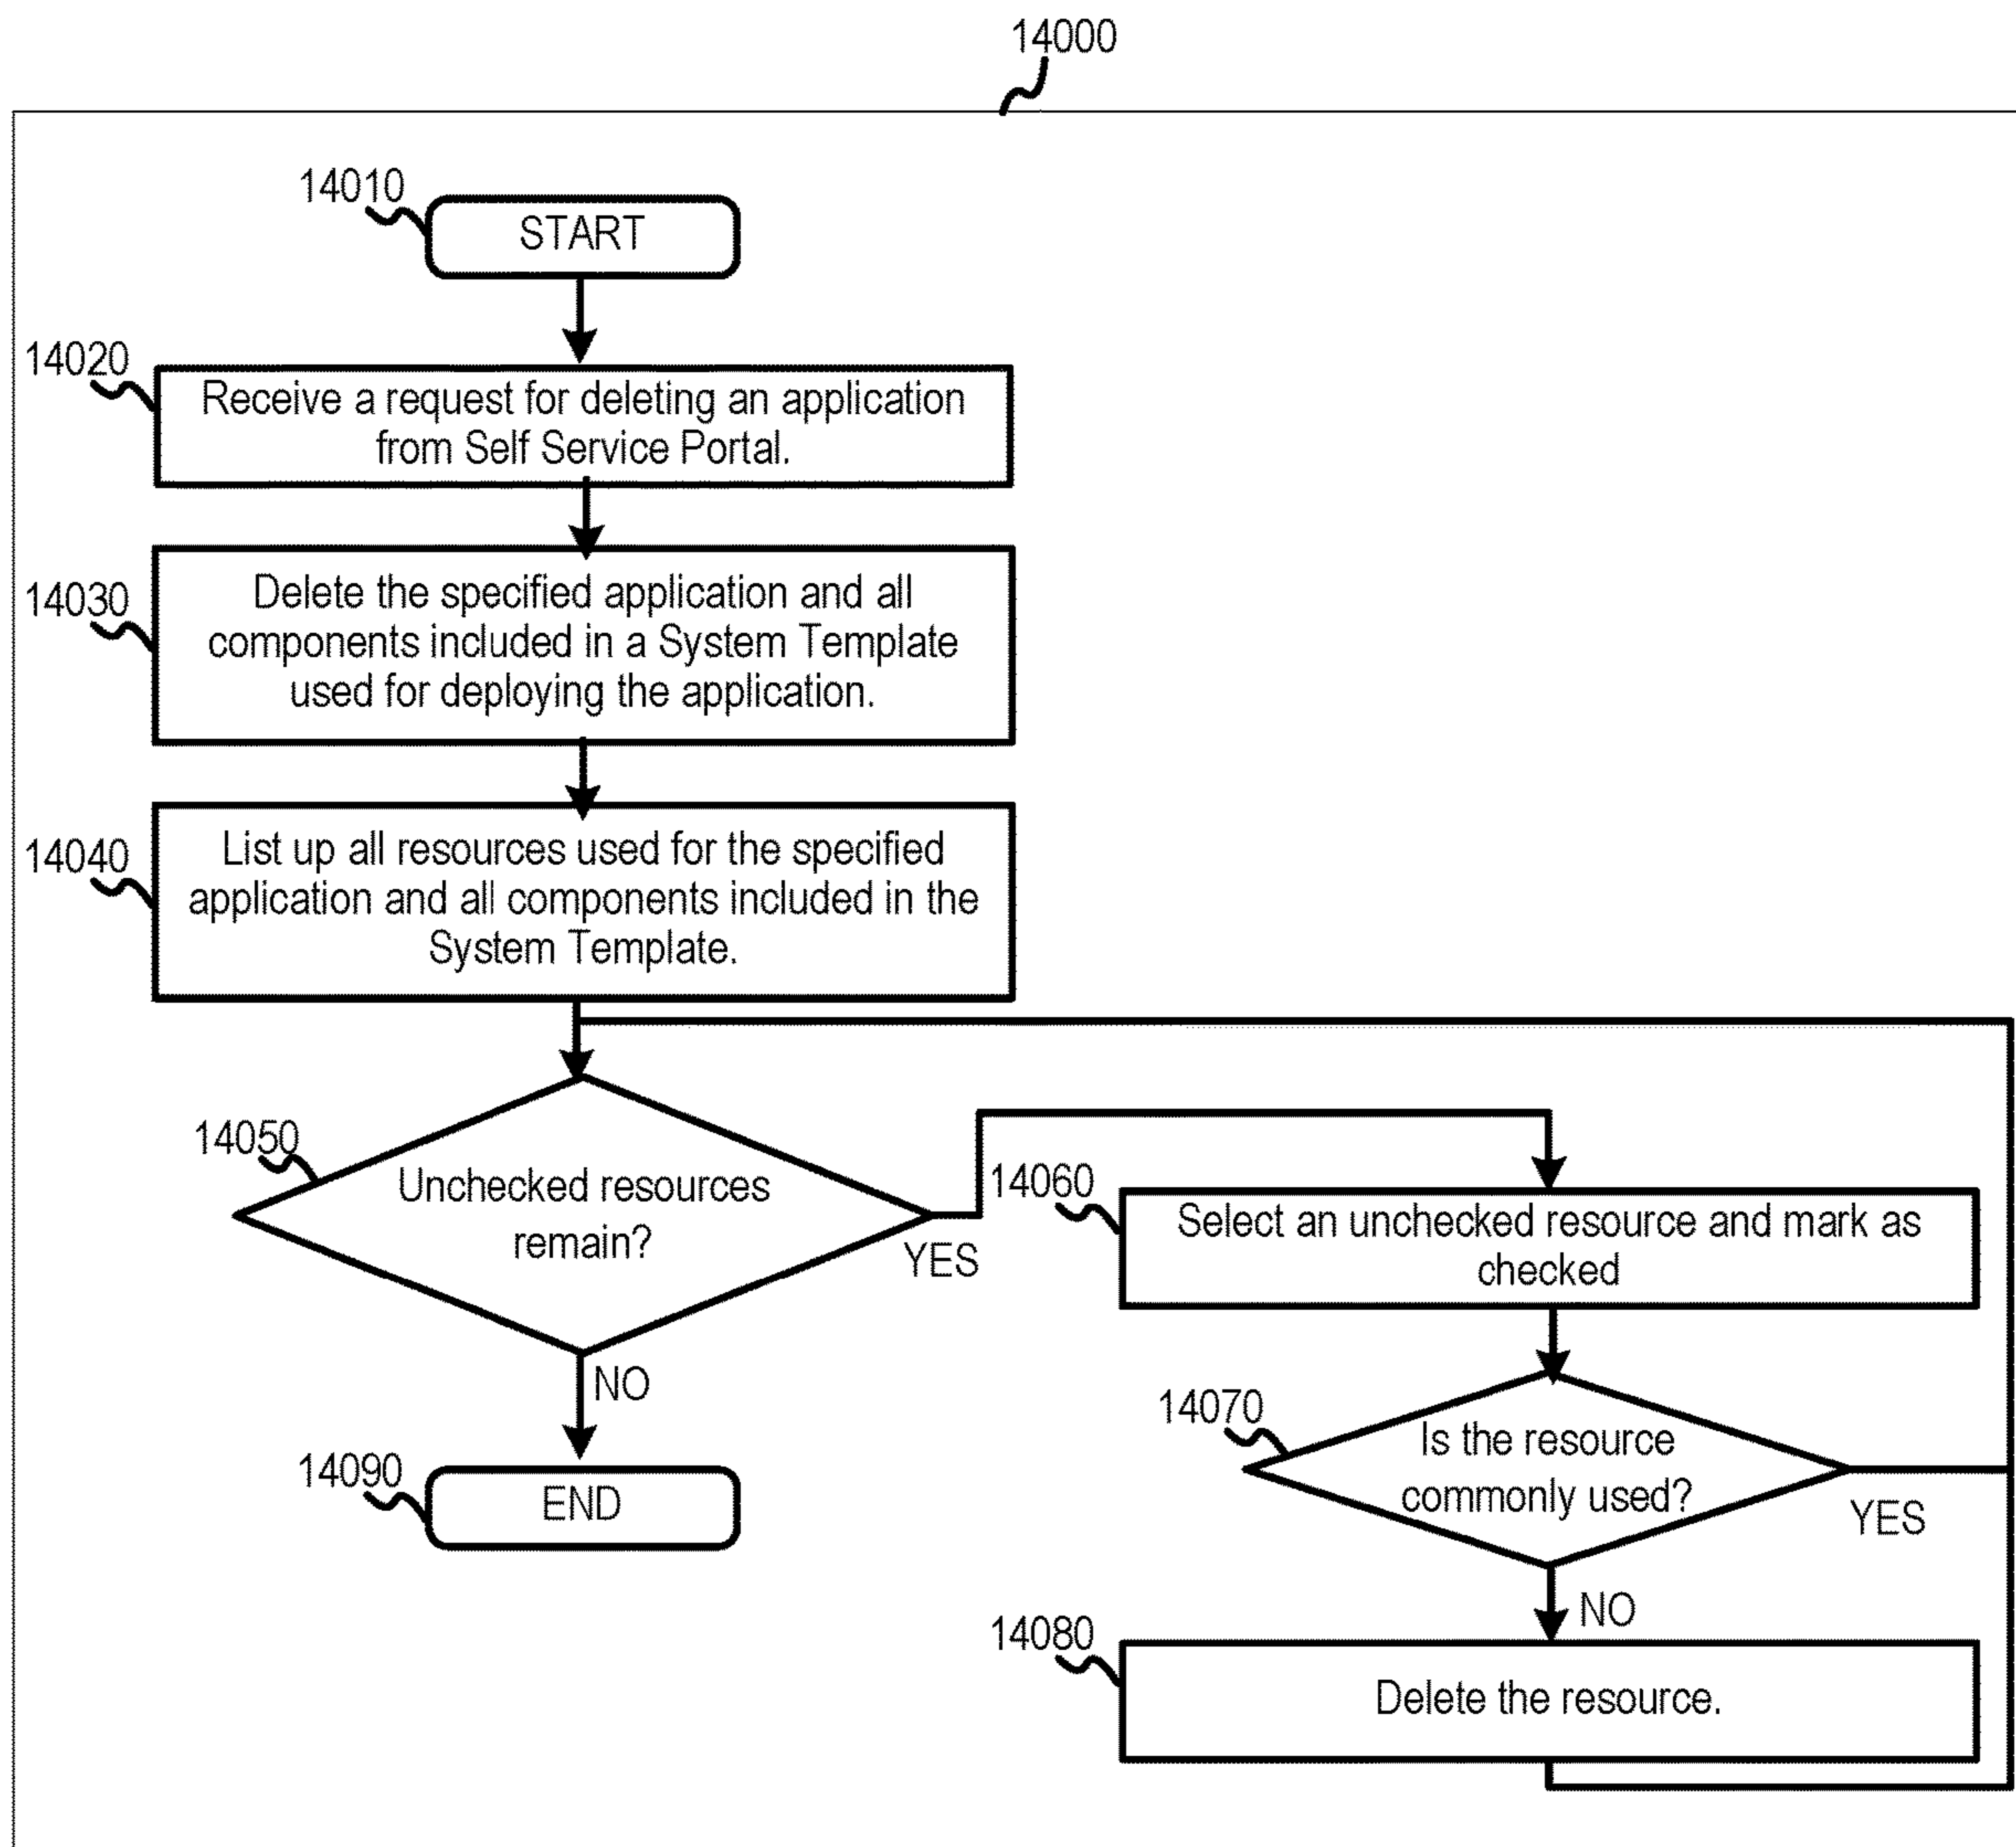 14000
14010
START
14020
Receive a request for deleting an application
from Self Service Portal.
14030
Delete the specified application and all
components included in a System Template
used for deploying the application.
14040
List up all resources used for the specified
application and all components included in the
System Template.
14050
Unchecked resources
remain?
YES
NO
14060
Select an unchecked resource and mark as
checked
14070
Is the resource
commonly used?
YES
NO
14080
Delete the resource.
14090
END